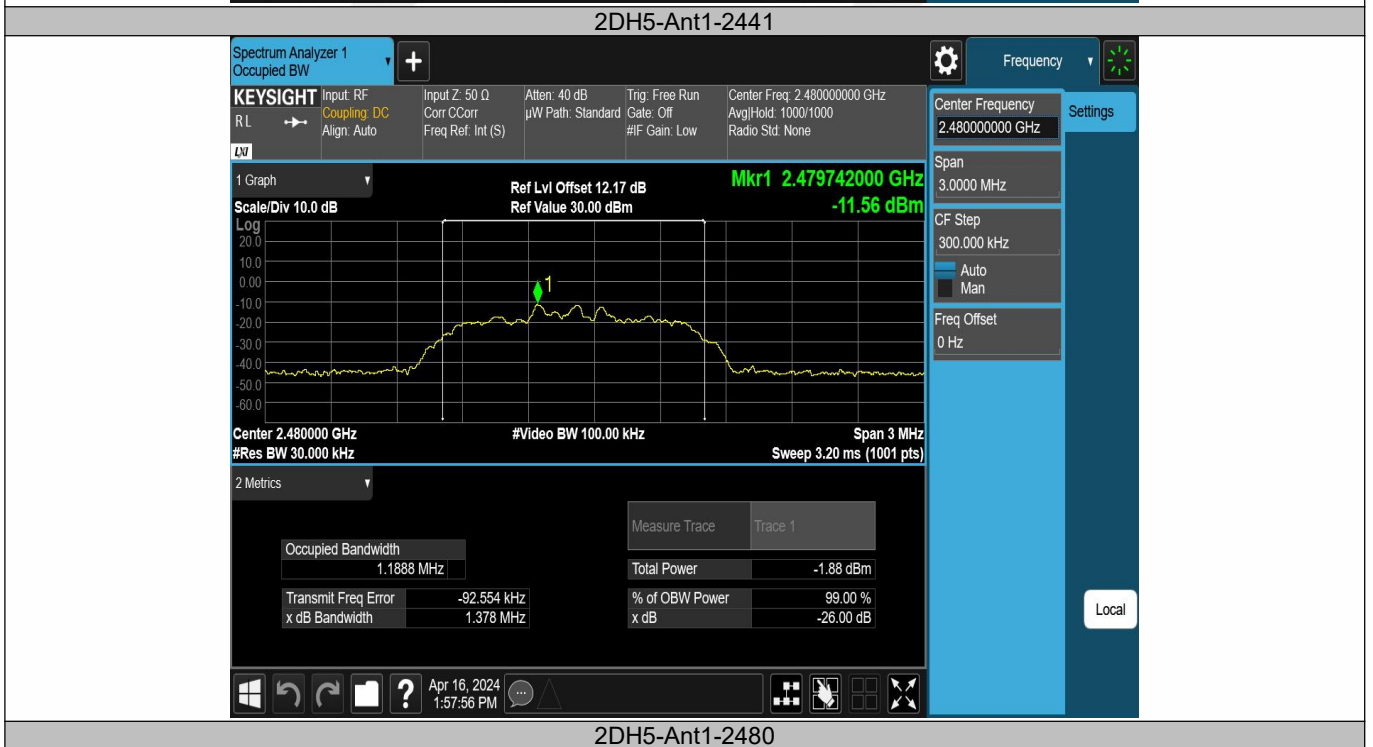 2DH5-Ant1-2441
Spectrum Analyzer 1
Occupied BW
+
Frequency
KEYSIGHT
R L
LXI
Input: RF
Coupling: DC
Align: Auto
Input Z: 50 Ω
Corr CCorr
Freq Ref: Int (S)
Atten: 40 dB
µW Path: Standard
Trig: Free Run
Gate: Off
#IF Gain: Low
Center Freq: 2.480000000 GHz
Avg|Hold: 1000/1000
Radio Std: None
Center Frequency
2.480000000 GHz
Settings
Span
3.0000 MHz
CF Step
300.000 kHz
Auto
Man
Freq Offset
0 Hz
Local
1 Graph
Scale/Div 10.0 dB
Ref Lvl Offset 12.17 dB
Ref Value 30.00 dBm
Mkr1 2.479742000 GHz
-11.56 dBm
Log
20.0
10.0
0.00
-10.0
-20.0
-30.0
-40.0
-50.0
-60.0
1
Center 2.480000 GHz
#Res BW 30.000 kHz
#Video BW 100.00 kHz
Span 3 MHz
Sweep 3.20 ms (1001 pts)
2 Metrics
Measure Trace Trace 1
Occupied Bandwidth
1.1888 MHz
Total Power -1.88 dBm
Transmit Freq Error -92.554 kHz
% of OBW Power 99.00 %
x dB Bandwidth 1.378 MHz
x dB -26.00 dB
?
Apr 16, 2024
1:57:56 PM
2DH5-Ant1-2480